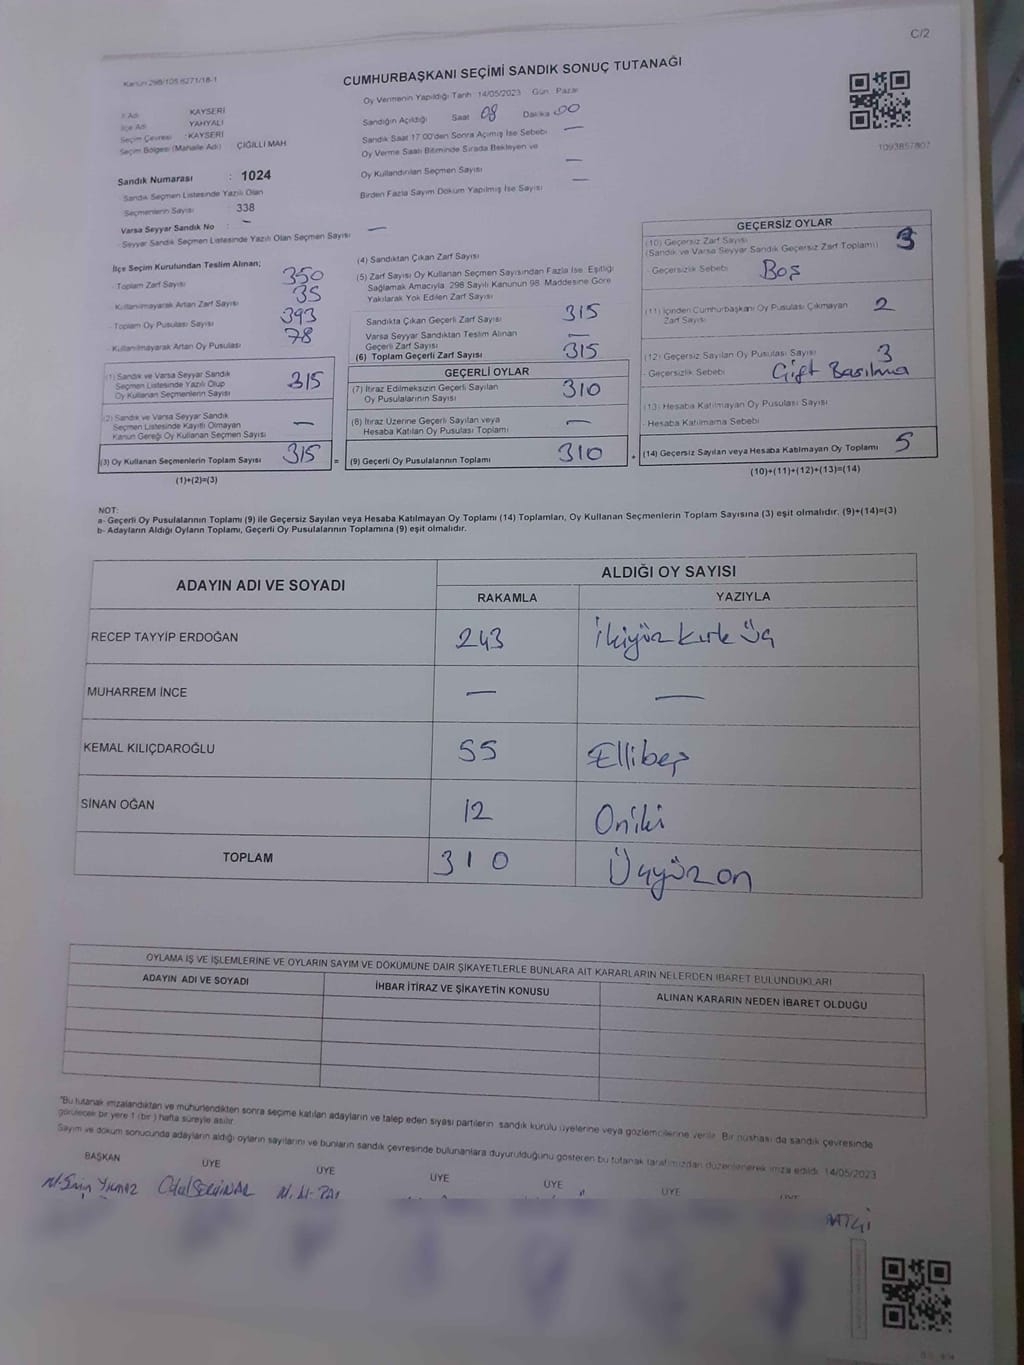 C/2
Kanun 298/105 6271/18-1
CUMHURBAŞKANI SEÇİMİ SANDIK SONUÇ TUTANAĞI
İl Adı KAYSERİ
İlçe Adı YAHYALI
Seçim Çevresi : KAYSERİ
Seçim Bölgesi (Mahalle Adı) ÇİĞİLLİ MAH
Sandık Numarası : 1024
Sandık Seçmen Listesinde Yazılı Olan
Seçmenlerin Sayısı : 338
Varsa Seyyar Sandık No : —
- Seyyar Sandık Seçmen Listesinde Yazılı Olan Seçmen Sayısı —
Oy Vermenin Yapıldığı Tarih : 14/05/2023 Gün : Pazar
Sandığın Açıldığı Saat 08 Dakika 00
Sandık Saat 17:00'den Sonra Açımış İse Sebebi —
Oy Verme Saati Bitiminde Sırada Bekleyen ve
Oy Kullandırılan Seçmen Sayısı —
Birden Fazla Sayım Döküm Yapılmış İse Sayısı —
1093857807
İlçe Seçim Kurulundan Teslim Alınan;
- Toplam Zarf Sayısı 350
- Kullanılmayarak Artan Zarf Sayısı 35
- Toplam Oy Pusulası Sayısı 393
- Kullanılmayarak Artan Oy Pusulası 78
(1) Sandık ve Varsa Seyyar Sandık
Seçmen Listesinde Yazılı Olup
Oy Kullanan Seçmenlerin Sayısı 315
(2) Sandık ve Varsa Seyyar Sandık
Seçmen Listesinde Kayıtlı Olmayan
Kanun Gereği Oy Kullanan Seçmen Sayısı —
(3) Oy Kullanan Seçmenlerin Toplam Sayısı 315
(1)+(2)=(3)
(4) Sandıktan Çıkan Zarf Sayısı
(5) Zarf Sayısı Oy Kullanan Seçmen Sayısından Fazla İse Eşitliği
Sağlamak Amacıyla, 298 Sayılı Kanunun 98. Maddesine Göre
Yakılarak Yok Edilen Zarf Sayısı
Sandıkta Çıkan Geçerli Zarf Sayısı 315
Varsa Seyyar Sandıktan Teslim Alınan
Geçerli Zarf Sayısı —
(6) Toplam Geçerli Zarf Sayısı 315
GEÇERLİ OYLAR
(7) İtiraz Edilmeksizin Geçerli Sayılan
Oy Pusulalarının Sayısı 310
(8) İtiraz Üzerine Geçerli Sayılan veya
Hesaba Katılan Oy Pusulası Toplamı —
= (9) Geçerli Oy Pusulalarının Toplamı 310 +
GEÇERSİZ OYLAR
(10) Geçersiz Zarf Sayısı
(Sandık ve Varsa Seyyar Sandık Geçersiz Zarf Toplamı) 3
- Geçersizlik Sebebi Boş
(11) İçinden Cumhurbaşkanı Oy Pusulası Çıkmayan
Zarf Sayısı 2
(12) Geçersiz Sayılan Oy Pusulası Sayısı 3
- Geçersizlik Sebebi Çift Basılma
(13) Hesaba Katılmayan Oy Pusulası Sayısı
- Hesaba Katılmama Sebebi
(14) Geçersiz Sayılan veya Hesaba Katılmayan Oy Toplamı 5
(10)+(11)+(12)+(13)=(14)
NOT:
a- Geçerli Oy Pusulalarının Toplamı (9) ile Geçersiz Sayılan veya Hesaba Katılmayan Oy Toplamı (14) Toplamları, Oy Kullanan Seçmenlerin Toplam Sayısına (3) eşit olmalıdır. (9)+(14)=(3)
b- Adayların Aldığı Oyların Toplamı, Geçerli Oy Pusulalarının Toplamına (9) eşit olmalıdır.
ADAYIN ADI VE SOYADI ALDIĞI OY SAYISI
RAKAMLA YAZIYLA
RECEP TAYYİP ERDOĞAN 243 İkiyüz kırk üç
MUHARREM İNCE — —
KEMAL KILIÇDAROĞLU 55 Ellibeş
SİNAN OĞAN 12 Oniki
TOPLAM 310 Üçyüzon
OYLAMA İŞ VE İŞLEMLERİNE VE OYLARIN SAYIM VE DÖKÜMÜNE DAİR ŞİKAYETLERLE BUNLARA AİT KARARLARIN NELERDEN İBARET BULUNDUKLARI
ADAYIN ADI VE SOYADI İHBAR İTİRAZ VE ŞİKAYETİN KONUSU ALINAN KARARIN NEDEN İBARET OLDUĞU
"Bu tutanak imzalandıktan ve mühürlendikten sonra seçime katılan adayların ve talep eden siyasi partilerin sandık kurulu üyelerine veya gözlemcilerine verilir. Bir nüshası da sandık çevresinde
görülecek bir yere 1 (bir) hafta süreyle asılır.
Sayım ve döküm sonucunda adayların aldığı oyların sayılarını ve bunların sandık çevresinde bulunanlara duyurulduğunu gösteren bu tutanak tarafımızdan düzenlenerek imza edildi. 14/05/2023
BAŞKAN ÜYE ÜYE ÜYE ÜYE ÜYE
YILMAZ